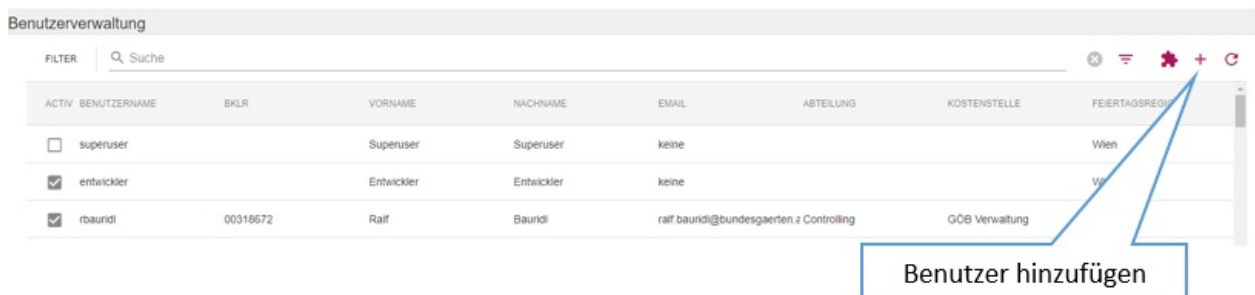 Benutzerverwaltung
FILTER Suche
ACTIV BENUTZERNAME BKLR VORNAME NACHNAME EMAIL ABTEILUNG KOSTENSTELLE FEIERTAGSREGIO
superuser Superuser Superuser keine Wien
entwickler Entwickler Entwickler keine
rbauridl 00318672 Ralf Bauridl ralf.bauridl@bundesgaerten.a Controlling GÖB Verwaltung
Benutzer hinzufügen